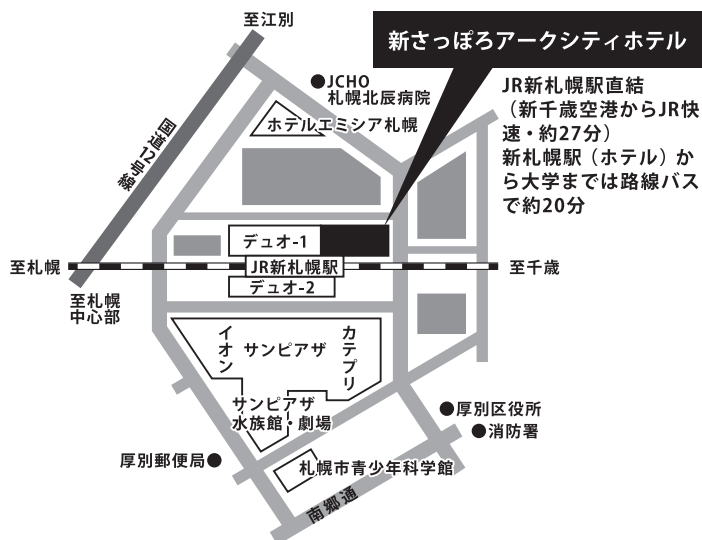 至江別
新さっぽろアークシティホテル
●JCHO
札幌北辰病院
JR新札幌駅直結
（新千歳空港からJR快
速・約27分）
新札幌駅（ホテル）か
ら大学までは路線バス
で約20分
ホテルエミシア札幌
国道12号線
デュオ-1
至札幌
JR新札幌駅
至千歳
デュオ-2
至札幌
中心部
イオン
サンピアザ
カテプリ
サンピアザ
水族館・劇場
●厚別区役所
●消防署
厚別郵便局●
札幌市青少年科学館
南郷通